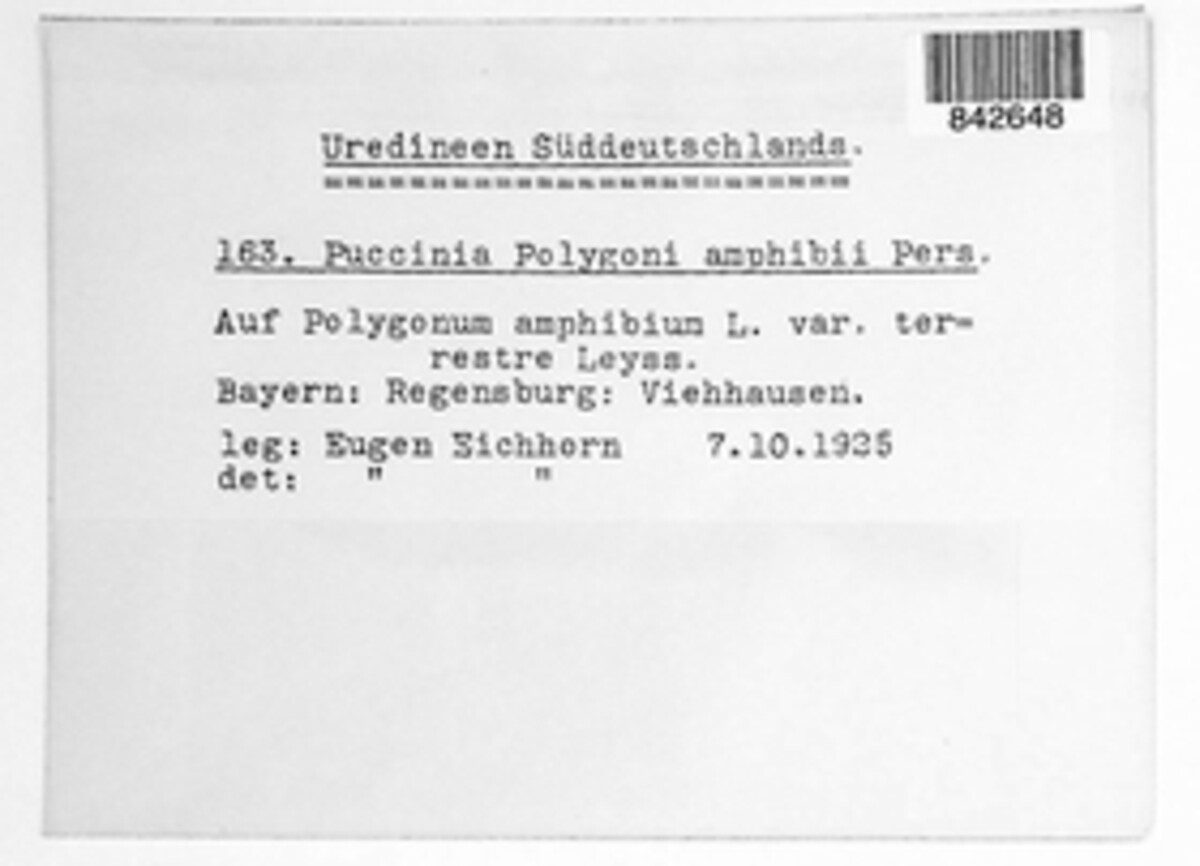 842648
Uredineen Süddeutschlands.
163. Puccinia Polygoni amphibii Pers.
Auf Polygonum amphibium L. var. ter=
restre Leyss.
Bayern: Regensburg: Viehhausen.
leg: Eugen Eichhorn 7.10.1935
det: " "